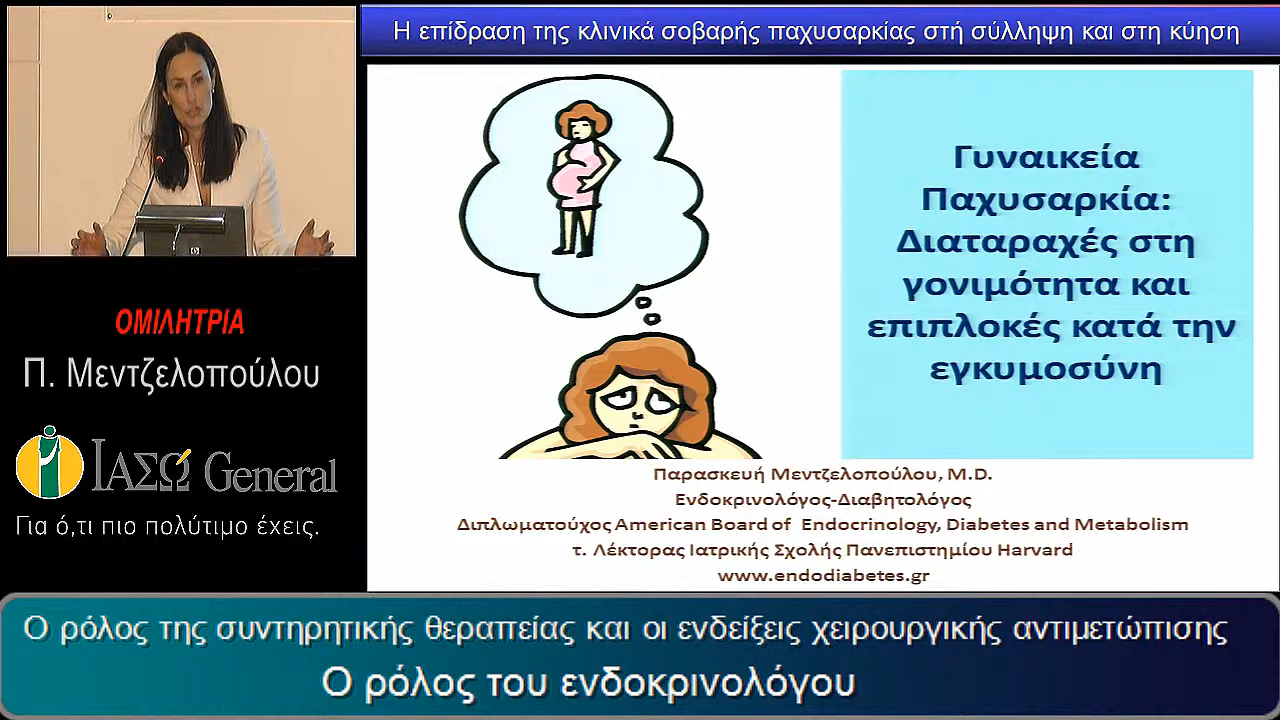 Η επίδραση της κλινικά σοβαρής παχυσαρκίας στή σύλληψη και στη κύηση
Γυναικεία
Παχυσαρκία:
Διαταραχές στη
γονιμότητα και
επιπλοκές κατά την
εγκυμοσύνη
ΟΜΙΛΗΤΡΙΑ
Π. Μεντζελοπούλου
ΙΑΣΩ General
Για ό,τι πιο πολύτιμο έχεις.
Παρασκευή Μεντζελοπούλου, M.D.
Ενδοκρινολόγος-Διαβητολόγος
Διπλωματούχος American Board of Endocrinology, Diabetes and Metabolism
τ. Λέκτορας Ιατρικής Σχολής Πανεπιστημίου Harvard
www.endodiabetes.gr
Ο ρόλος της συντηρητικής θεραπείας και οι ενδείξεις χειρουργικής αντιμετώπισης
Ο ρόλος του ενδοκρινολόγου